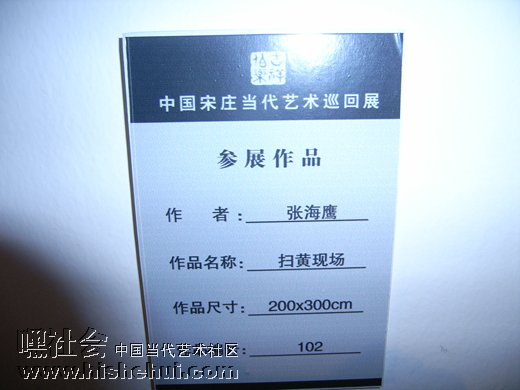 中国宋庄当代艺术巡回展
参展作品
作 者：张海鹰
作品名称：扫黄现场
作品尺寸：200x300cm
：102
嘿社会 中国当代艺术社区
www.hishehui.com